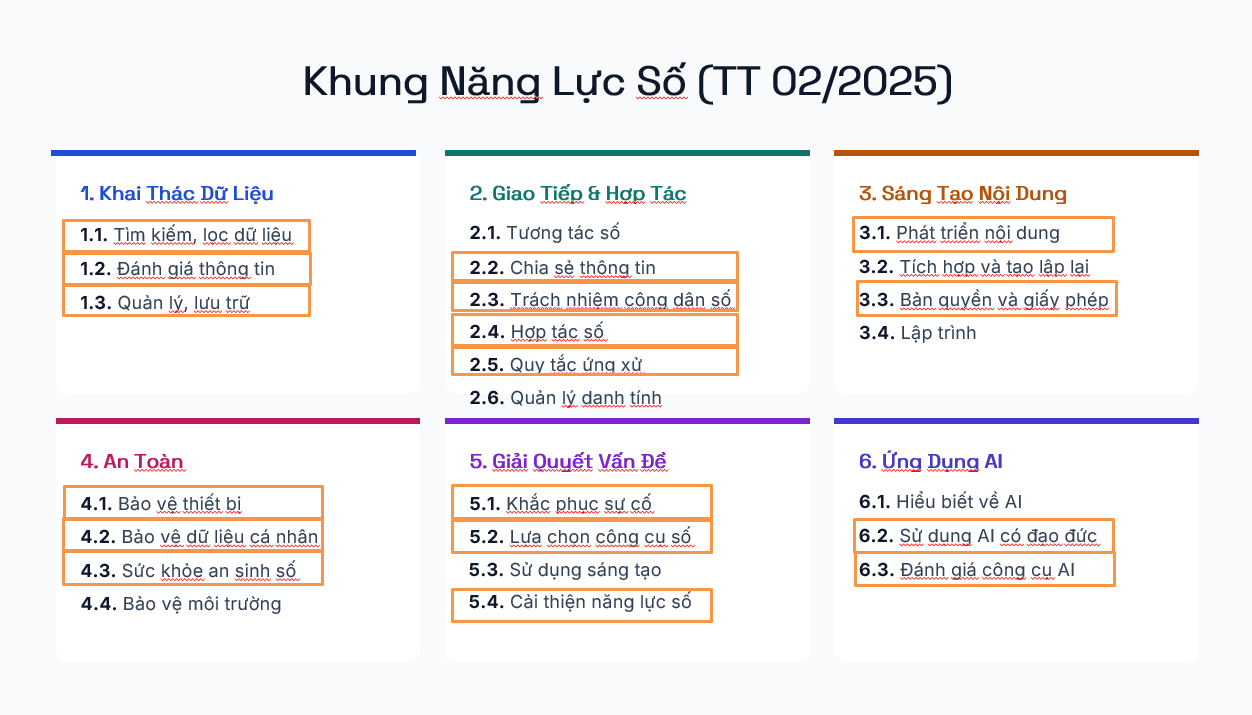 Khung Năng Lực Số (TT 02/2025)
1. Khai Thác Dữ Liệu
1.1. Tìm kiếm, lọc dữ liệu
1.2. Đánh giá thông tin
1.3. Quản lý, lưu trữ
2. Giao Tiếp & Hợp Tác
2.1. Tương tác số
2.2. Chia sẻ thông tin
2.3. Trách nhiệm công dân số
2.4. Hợp tác số
2.5. Quy tắc ứng xử
2.6. Quản lý danh tính
3. Sáng Tạo Nội Dung
3.1. Phát triển nội dung
3.2. Tích hợp và tạo lập lại
3.3. Bản quyền và giấy phép
3.4. Lập trình
4. An Toàn
4.1. Bảo vệ thiết bị
4.2. Bảo vệ dữ liệu cá nhân
4.3. Sức khỏe an sinh số
4.4. Bảo vệ môi trường
5. Giải Quyết Vấn Đề
5.1. Khắc phục sự cố
5.2. Lựa chọn công cụ số
5.3. Sử dụng sáng tạo
5.4. Cải thiện năng lực số
6. Ứng Dụng AI
6.1. Hiểu biết về AI
6.2. Sử dụng AI có đạo đức
6.3. Đánh giá công cụ AI